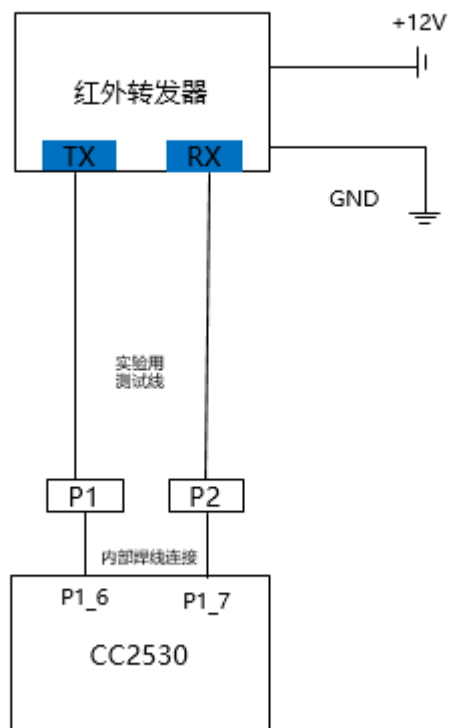 +12V
红外转发器
TX
RX
GND
实验用
测试线
P1
P2
内部焊线连接
P1_6
P1_7
CC2530